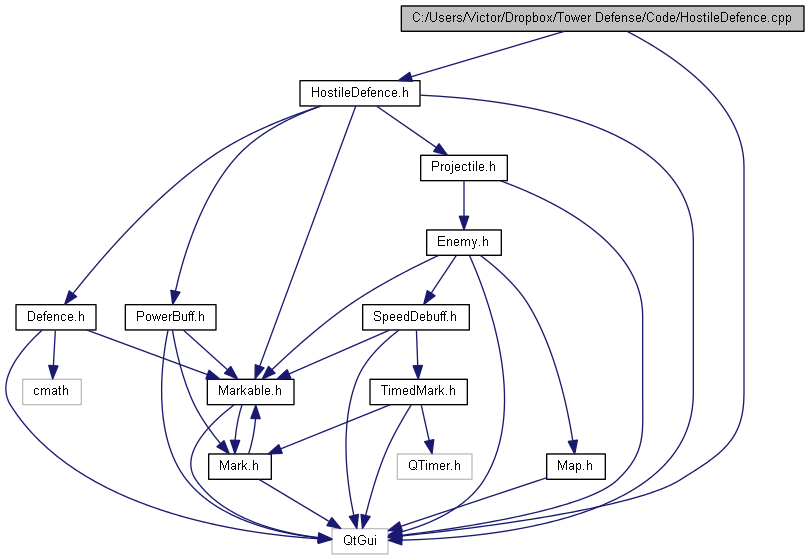 C:/Users/Victor/Dropbox/Tower Defense/Code/HostileDefence.cpp
HostileDefence.h
Projectile.h
Enemy.h
Defence.h
PowerBuff.h
SpeedDebuff.h
cmath
Markable.h
TimedMark.h
Mark.h
QTimer.h
Map.h
QtGui